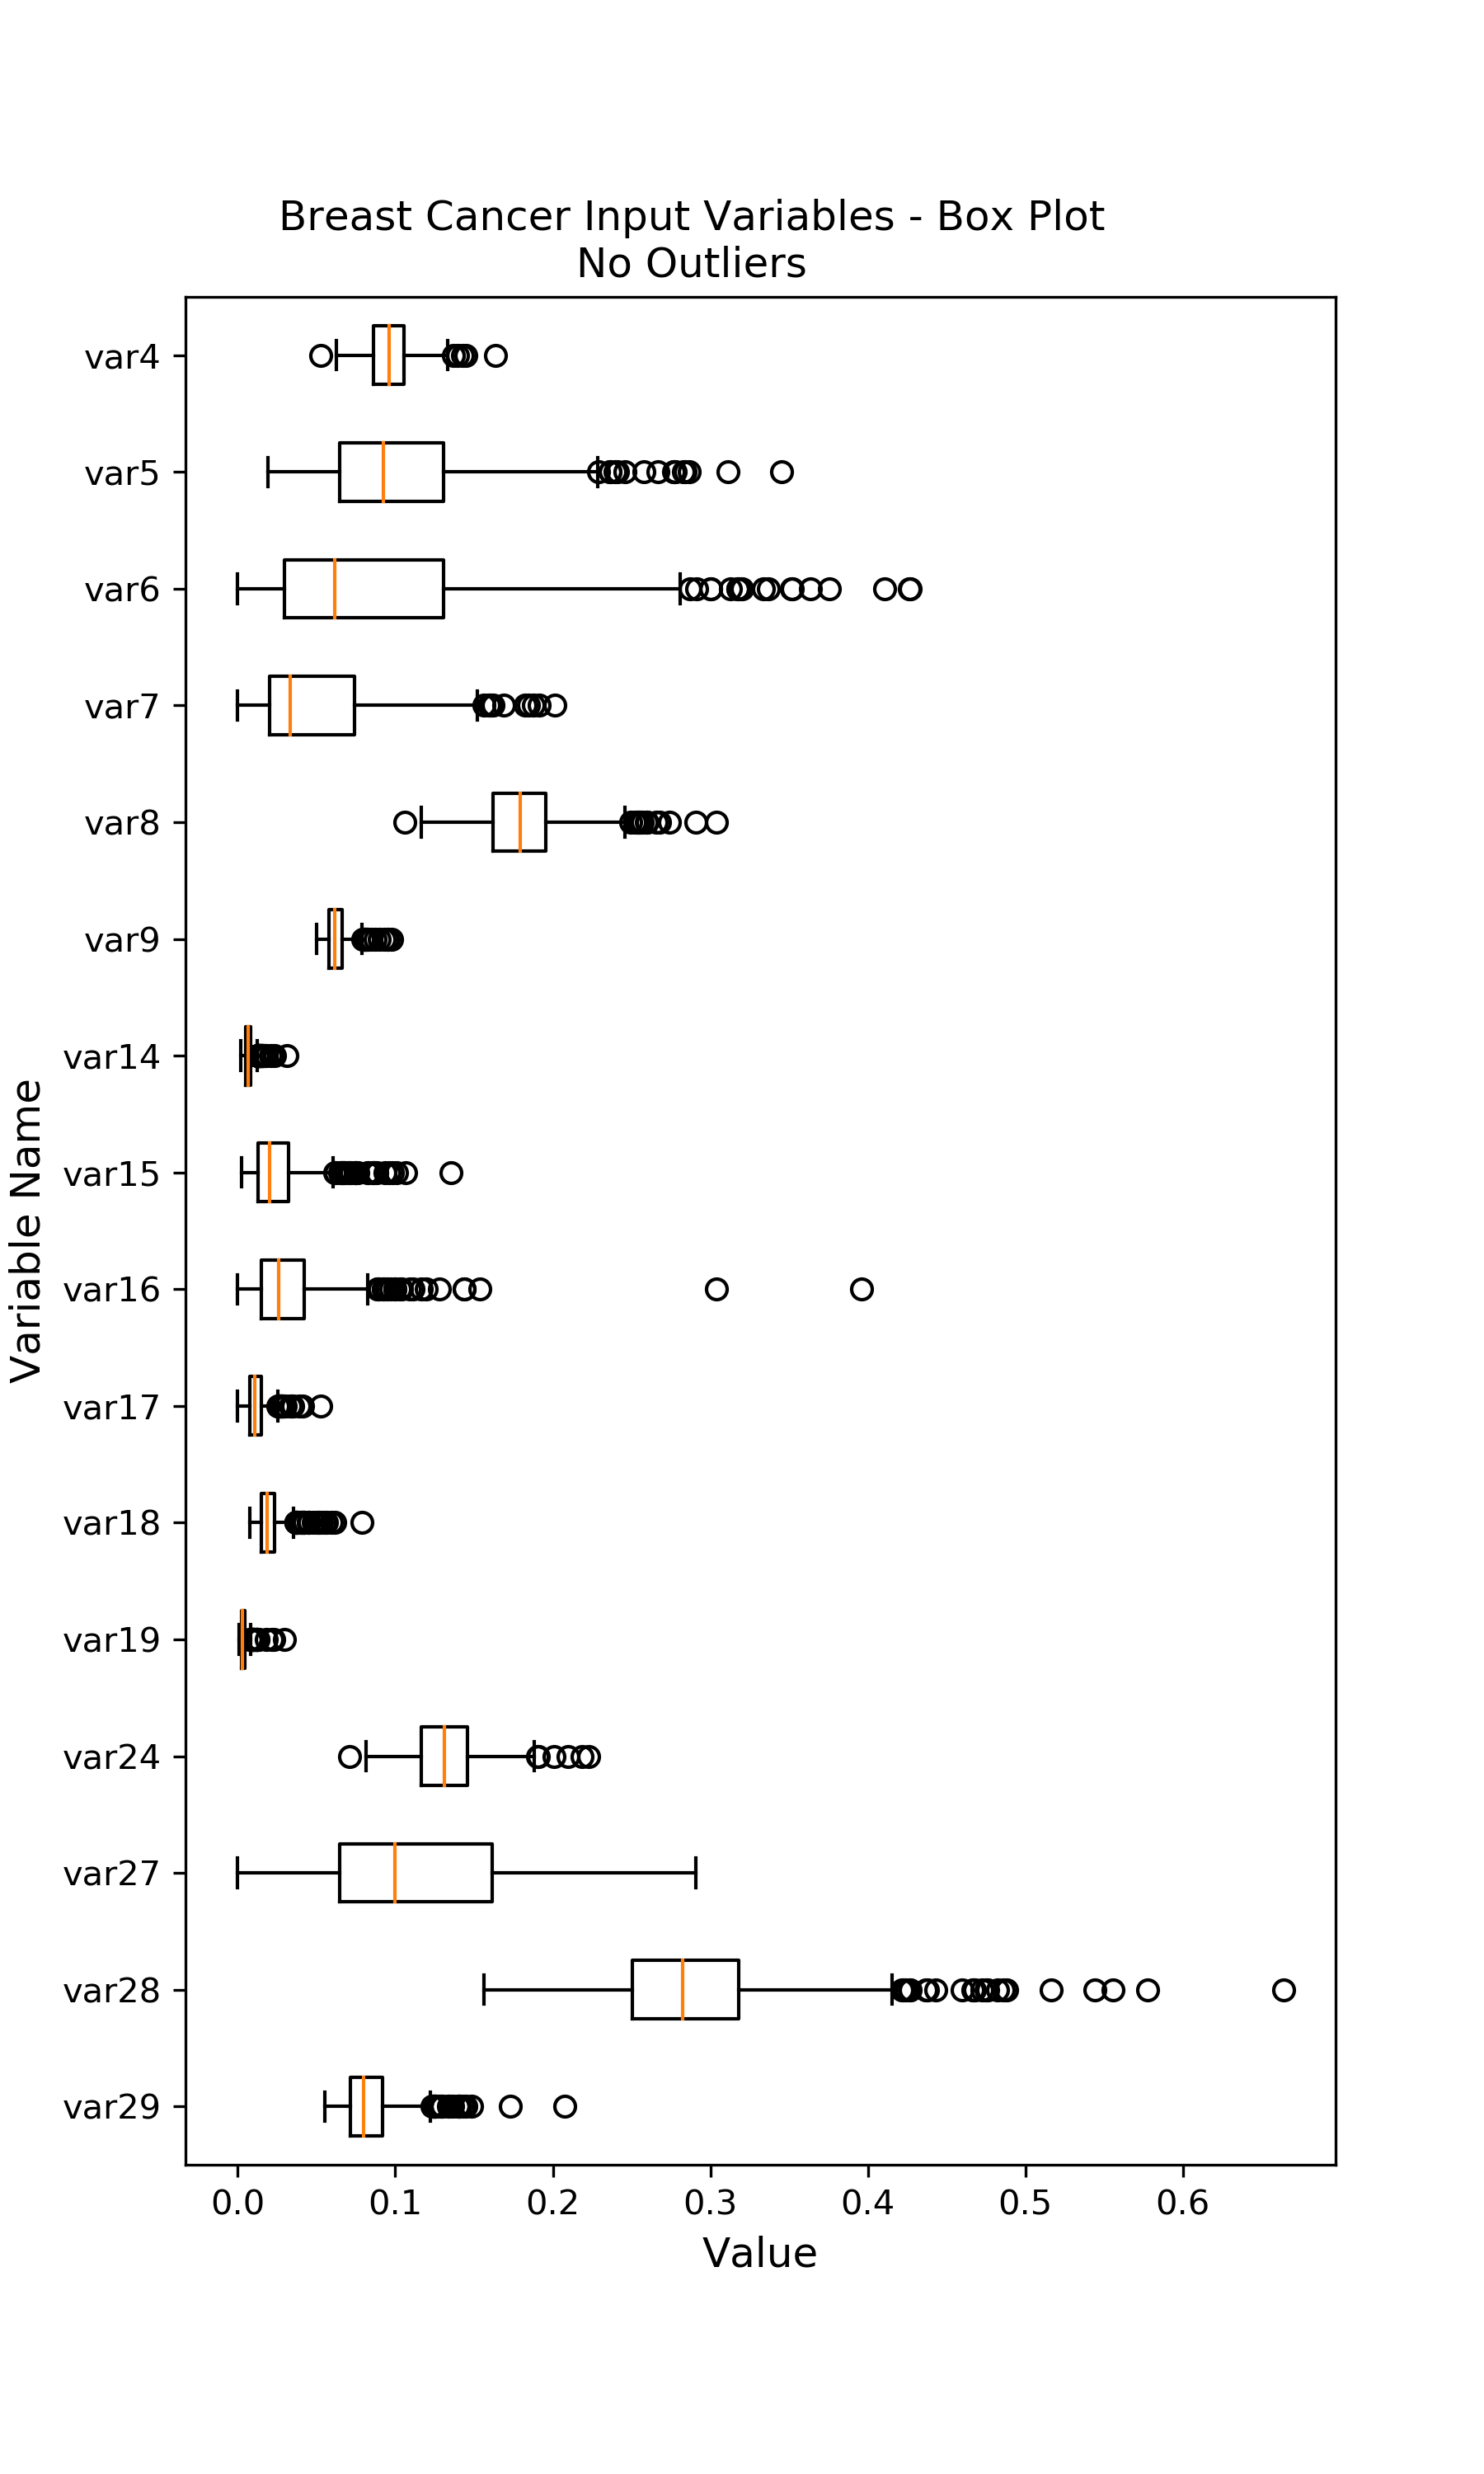 Breast Cancer Input Variables - Box Plot
No Outliers
var4
var5
var6
var7
var8
var9
var14
var15
var16
var17
var18
var19
var24
var27
var28
var29
Variable Name
0.0 0.1 0.2 0.3 0.4 0.5 0.6
Value